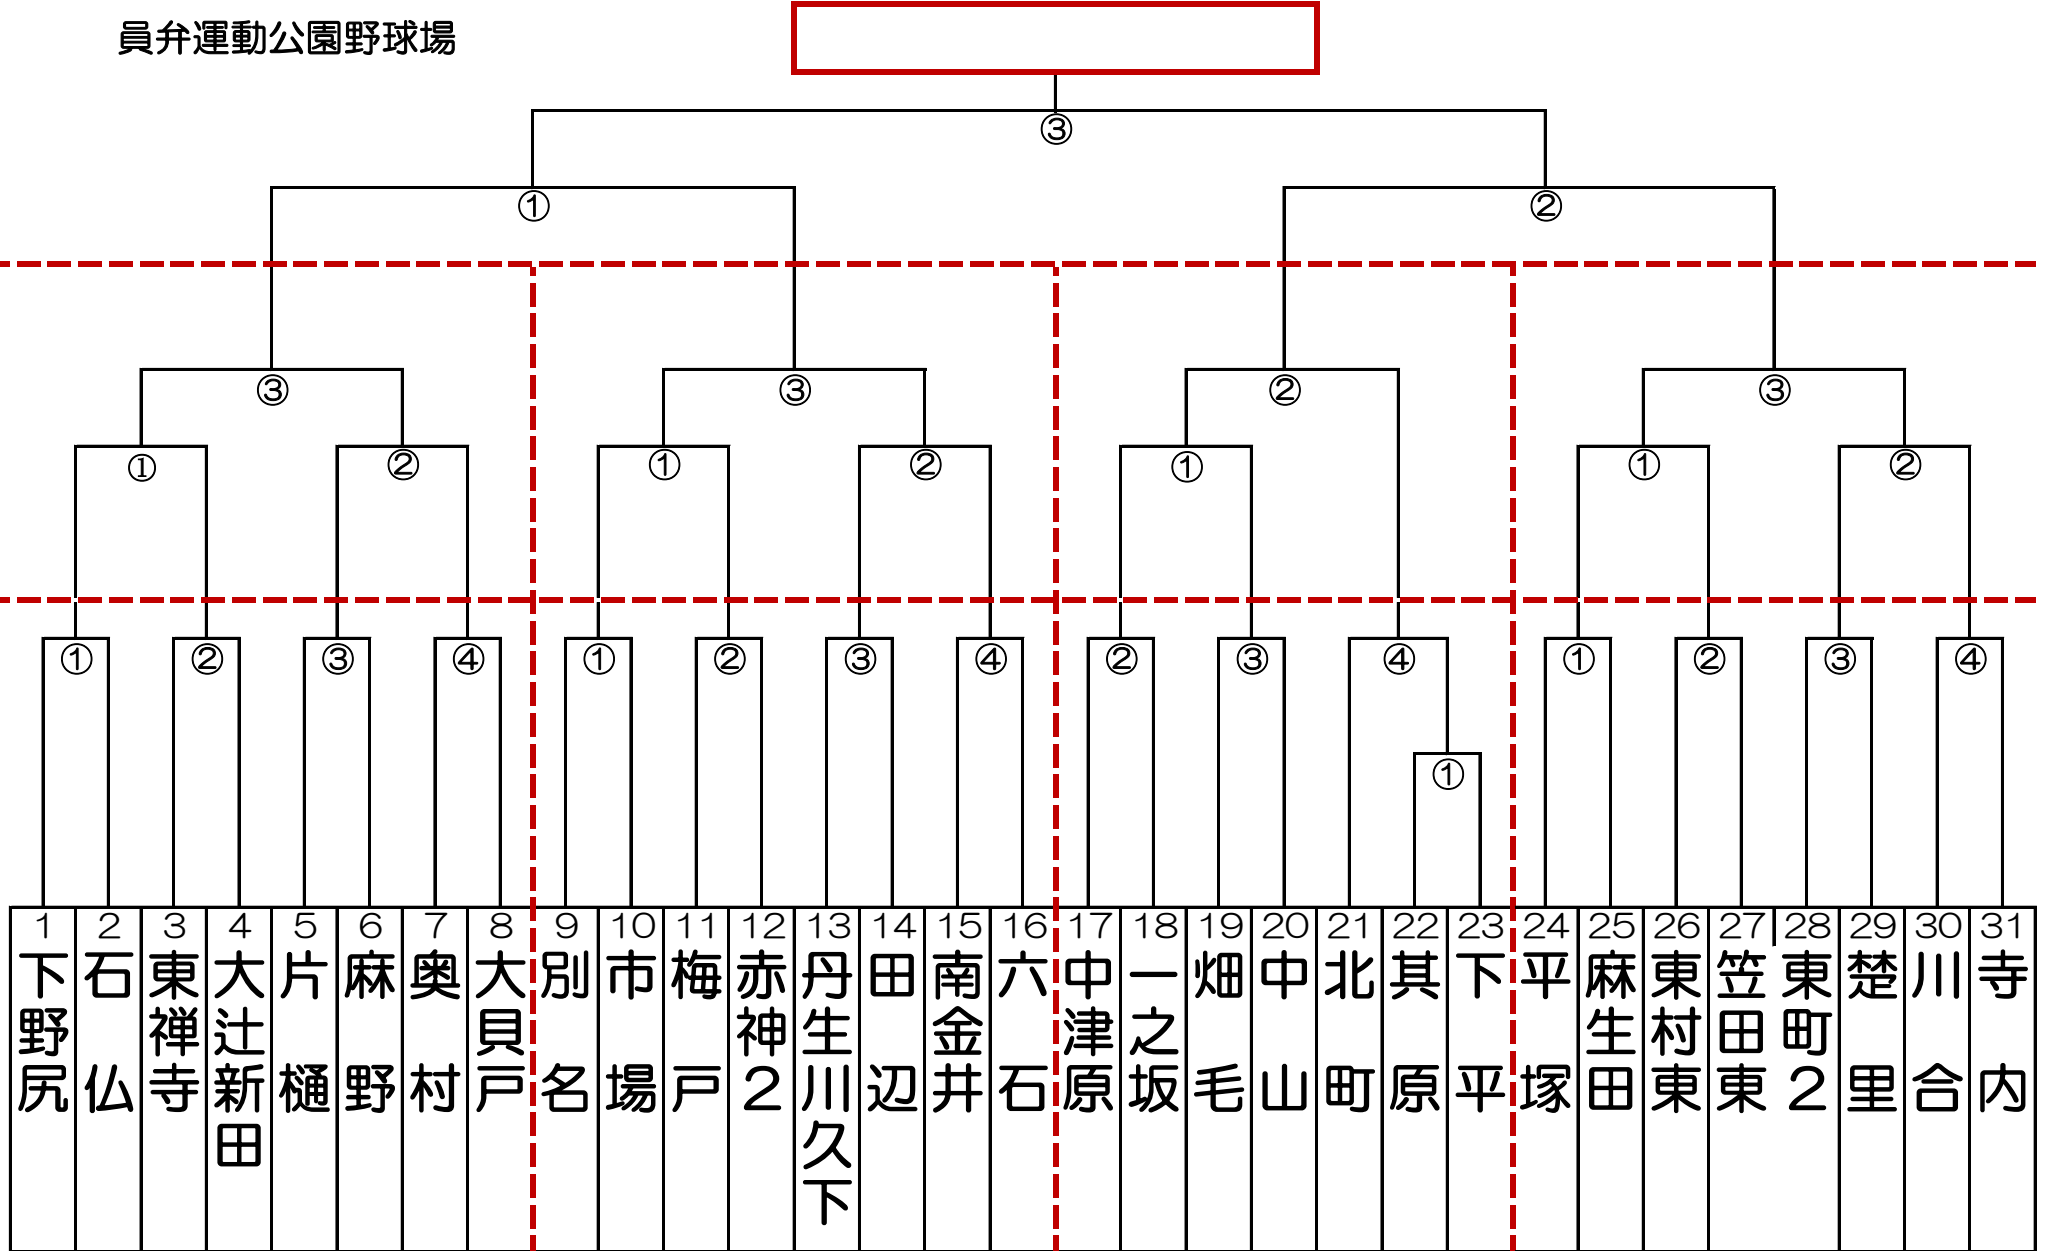 員弁運動公園野球場
③
① ②
③ ③ ② ③
① ② ① ② ① ① ②
① ② ③ ④ ① ② ③ ④ ② ③ ④ ① ② ③ ④
①
1 2 3 4 5 6 7 8 9 10 11 12 13 14 15 16 17 18 19 20 21 22 23 24 25 26 27 28 29 30 31
下野尻
石仏
東禅寺
大辻新田
片樋
麻野
奥村
大貝戸
別名
市場
梅戸
赤神2
丹生川久下
田辺
南金井
六石
中津原
一之坂
畑毛
中山
北町
其原
下平
平塚
麻生田
東村東
笠田東
東町2
楚里
川合
寺内